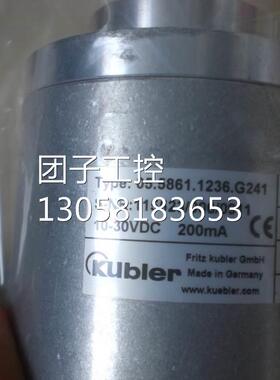 Type: 05.5861.1236.G241
团子工控
13058183653
10-30VDC 200mA CE
kübler
Fritz kubler GmbH
Made in Germany
www.kuebler.com